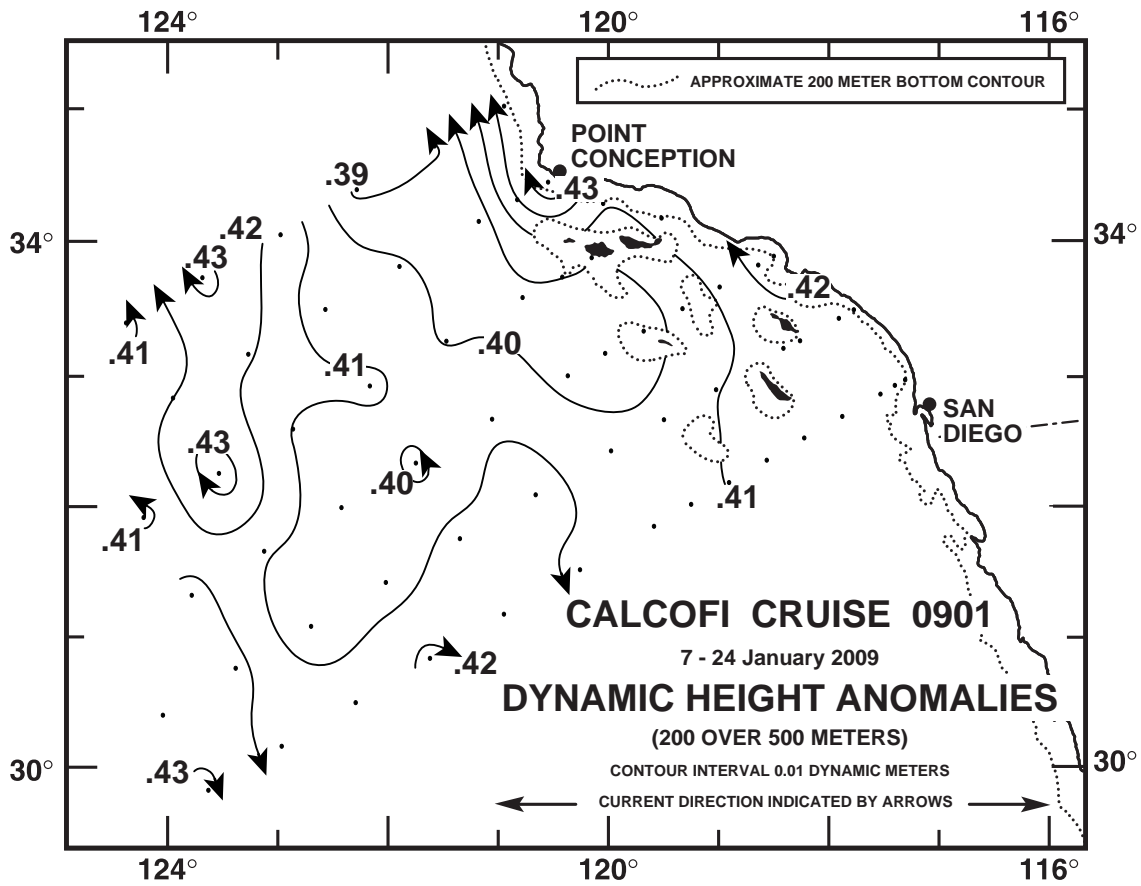 124° 120° 116°
APPROXIMATE 200 METER BOTTOM CONTOUR
POINT
CONCEPTION
.39
.43
.42
34°
34°
.43
.42
.41
.40
.41
SAN
DIEGO
.43
.40
.41
.41
CALCOFI CRUISE 0901
7 - 24 January 2009
.42
DYNAMIC HEIGHT ANOMALIES
(200 OVER 500 METERS)
30°
.43
CONTOUR INTERVAL 0.01 DYNAMIC METERS
30°
CURRENT DIRECTION INDICATED BY ARROWS
124° 120° 116°